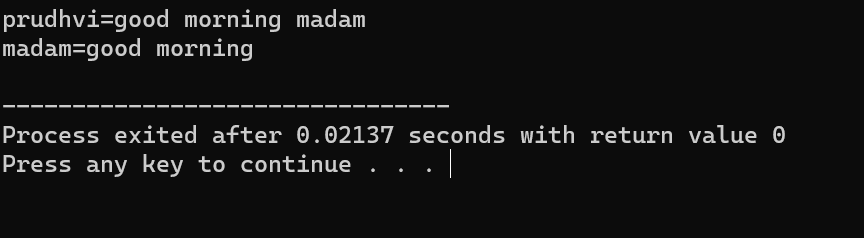 prudhvi=good morning madam
madam=good morning
--------------------------------
Process exited after 0.02137 seconds with return value 0
Press any key to continue . . .